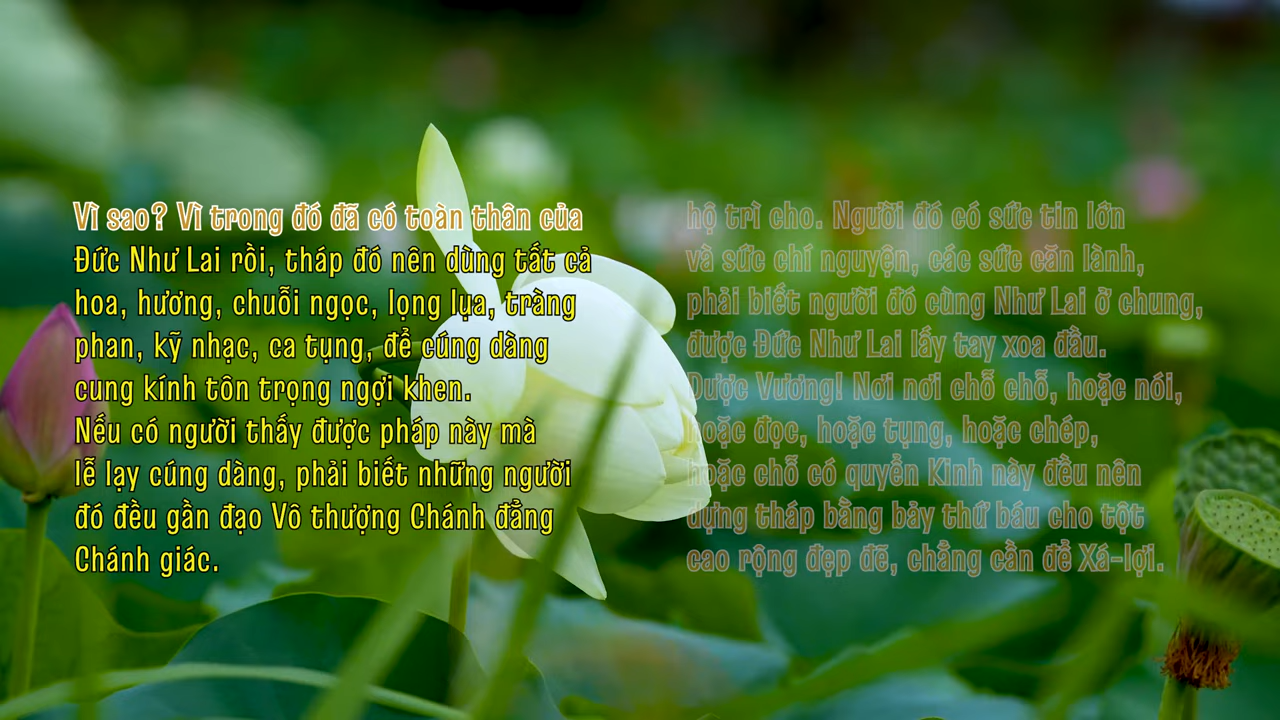 Vì sao? Vì trong đó đã có toàn thân của
Đức Như Lai rồi, tháp đó nên dùng tất cả
hoa, hương, chuỗi ngọc, lọng lụa, tràng
phan, kỹ nhạc, ca tụng, để cúng dàng
cung kính tôn trọng ngợi khen.
Nếu có người thấy được pháp này mà
lễ lạy cúng dàng, phải biết những người
đó đều gần đạo Vô thượng Chánh đẳng
Chánh giác.
hộ trì cho. Người đó có sức tin lớn
và sức chí nguyện, các sức căn lành,
phải biết người đó cùng Như Lai ở chung,
được Đức Như Lai lấy tay xoa đầu.
Dược Vương! Nơi nơi chỗ chỗ, hoặc nói,
hoặc đọc, hoặc tụng, hoặc chép,
hoặc chỗ có quyển Kinh này đều nên
dựng tháp bằng bảy thứ báu cho tột
cao rộng đẹp đẽ, chẳng cần để Xá-lợi.